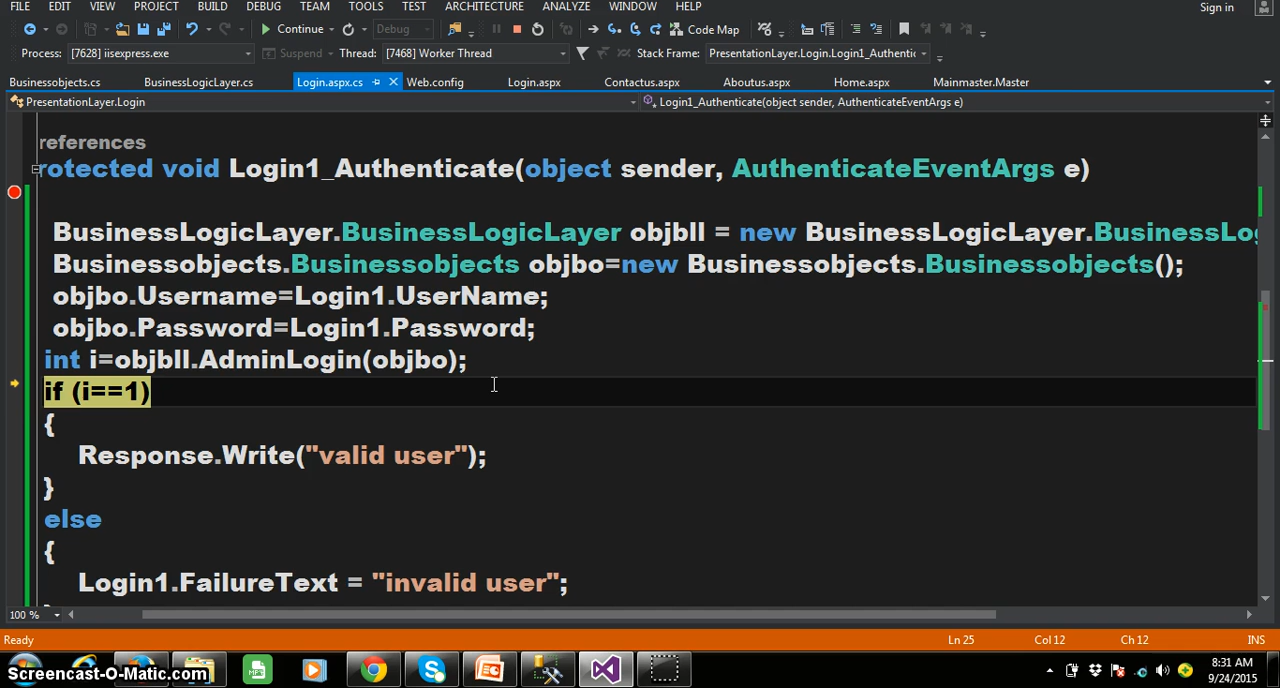 FILE EDIT VIEW PROJECT BUILD DEBUG TEAM TOOLS TEST ARCHITECTURE ANALYZE WINDOW HELP Sign in
Continue Debug Code Map
Process: [7628] iisexpress.exe Suspend Thread: [7468] Worker Thread Stack Frame: PresentationLayer.Login.Login1_Authentic
Businessobjects.cs BusinessLogicLayer.cs Login.aspx.cs Web.config Login.aspx Contactus.aspx Aboutus.aspx Home.aspx Mainmaster.Master
PresentationLayer.Login Login1_Authenticate(object sender, AuthenticateEventArgs e)
references
rotected void Login1_Authenticate(object sender, AuthenticateEventArgs e)
BusinessLogicLayer.BusinessLogicLayer objbll = new BusinessLogicLayer.BusinessLog
Businessobjects.Businessobjects objbo=new Businessobjects.Businessobjects();
objbo.Username=Login1.UserName;
objbo.Password=Login1.Password;
int i=objbll.AdminLogin(objbo);
if (i==1)
{
Response.Write("valid user");
}
else
{
Login1.FailureText = "invalid user";
100 %
Ready Ln 25 Col 12 Ch 12 INS
Screencast-O-Matic.com 8:31 AM
9/24/2015